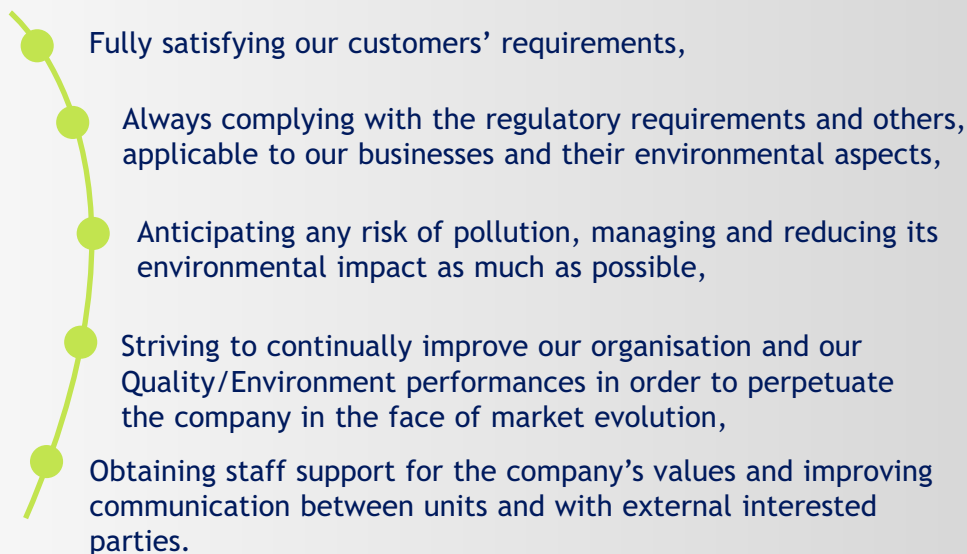 Fully satisfying our customers’ requirements,
Always complying with the regulatory requirements and others,
applicable to our businesses and their environmental aspects,
Anticipating any risk of pollution, managing and reducing its
environmental impact as much as possible,
Striving to continually improve our organisation and our
Quality/Environment performances in order to perpetuate
the company in the face of market evolution,
Obtaining staff support for the company’s values and improving
communication between units and with external interested
parties.